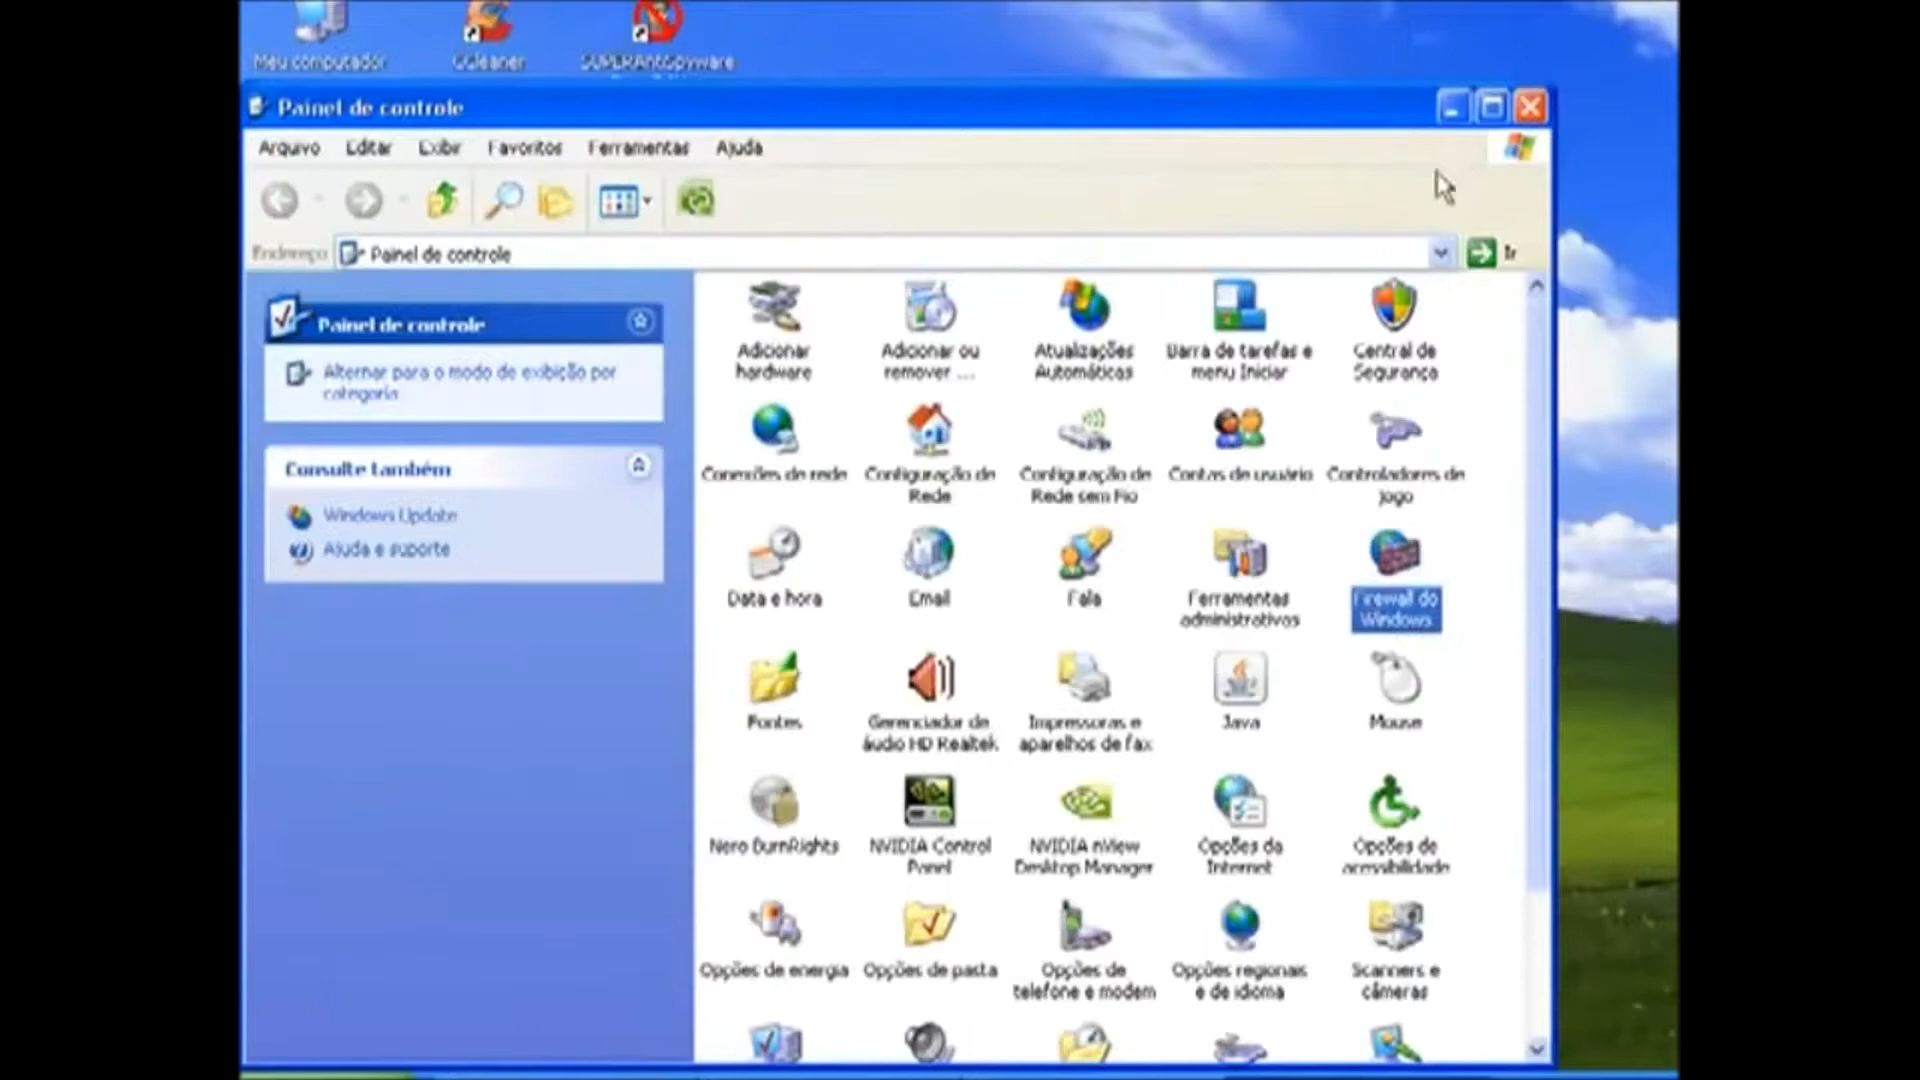 Meu computador
CCleaner
SUPERAntiSpyware
Painel de controle
Arquivo Editar Exibir Favoritos Ferramentas Ajuda
Endereço Painel de controle Ir
Painel de controle
Alternar para o modo de exibição por
categoria
Consulte também
Windows Update
Ajuda e suporte
Adicionar
hardware
Adicionar ou
remover ...
Atualizações
Automáticas
Barra de tarefas e
menu Iniciar
Central de
Segurança
Conexões de rede
Configuração de
Rede
Configuração de
Rede sem Fio
Contas de usuário
Controladores de
jogo
Data e hora
Email
Fala
Ferramentas
administrativas
Firewall do
Windows
Fontes
Gerenciador de
áudio HD Realtek
Impressoras e
aparelhos de fax
Java
Mouse
Nero BurnRights
NVIDIA Control
Panel
NVIDIA nView
Desktop Manager
Opções da
Internet
Opções de
acessibilidade
Opções de energia
Opções de pasta
Opções de
telefone e modem
Opções regionais
e de idioma
Scanners e
câmeras